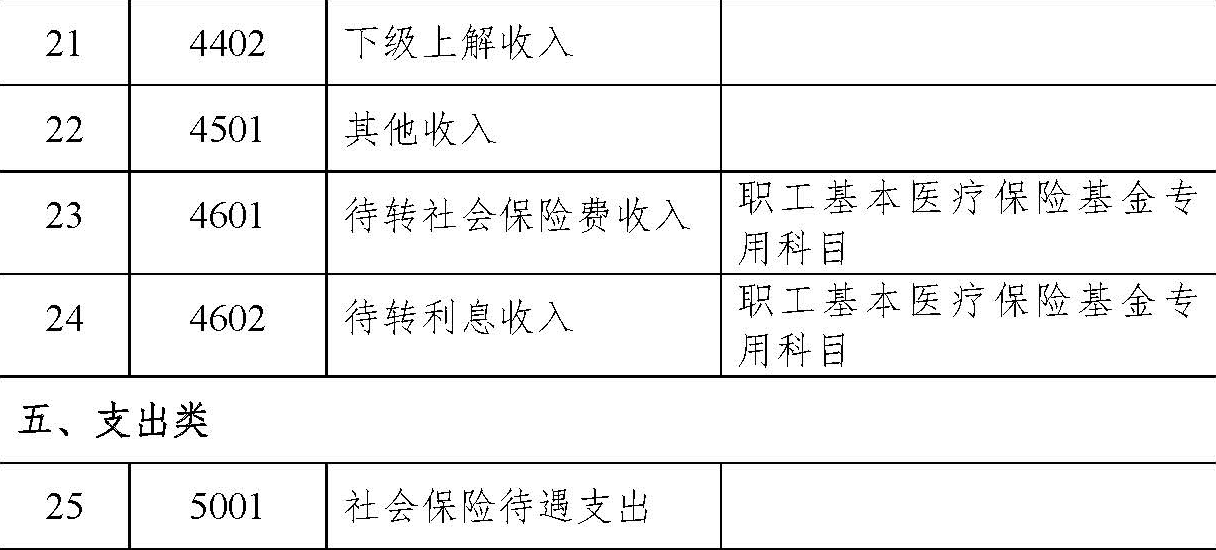 21 4402 下级上解收入
22 4501 其他收入
23 4601 待转社会保险费收入 职工基本医疗保险基金专
用科目
24 4602 待转利息收入 职工基本医疗保险基金专
用科目
五、支出类
25 5001 社会保险待遇支出